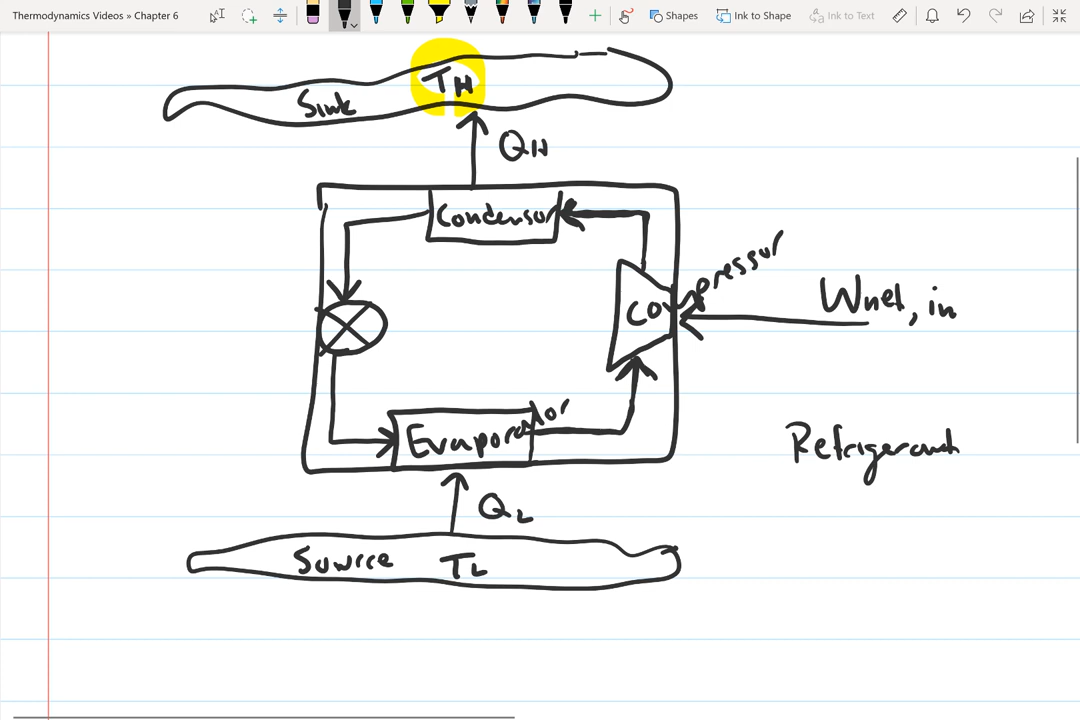 Thermodynamics Videos » Chapter 6
Shapes
Ink to Shape
Ink to Text
Sink TH
QH
Condensor
Compressor
Wnet, in
Evaporator
Refrigerant
QL
Source TL